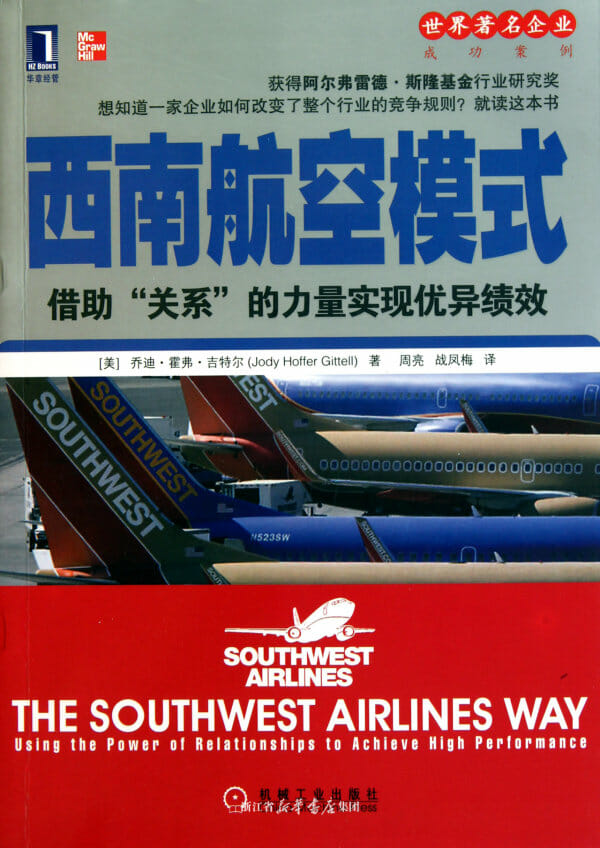 HZ BOOKS
华章经管
Mc
Graw
Hill
世界著名企业
成功案例
获得阿尔弗雷德·斯隆基金行业研究奖
想知道一家企业如何改变了整个行业的竞争规则？就读这本书
西南航空模式
借助“关系”的力量实现优异绩效
[美] 乔迪·霍弗·吉特尔 (Jody Hoffer Gittell) 著 周亮 战凤梅 译
SOUTHWEST
SOUTHWEST
SOUTHWEST
SOUTHWEST
N523SW
SOUTHWEST
AIRLINES
THE SOUTHWEST AIRLINES WAY
Using the Power of Relationships to Achieve High Performance
机械工业出版社
浙江省新华书店集团